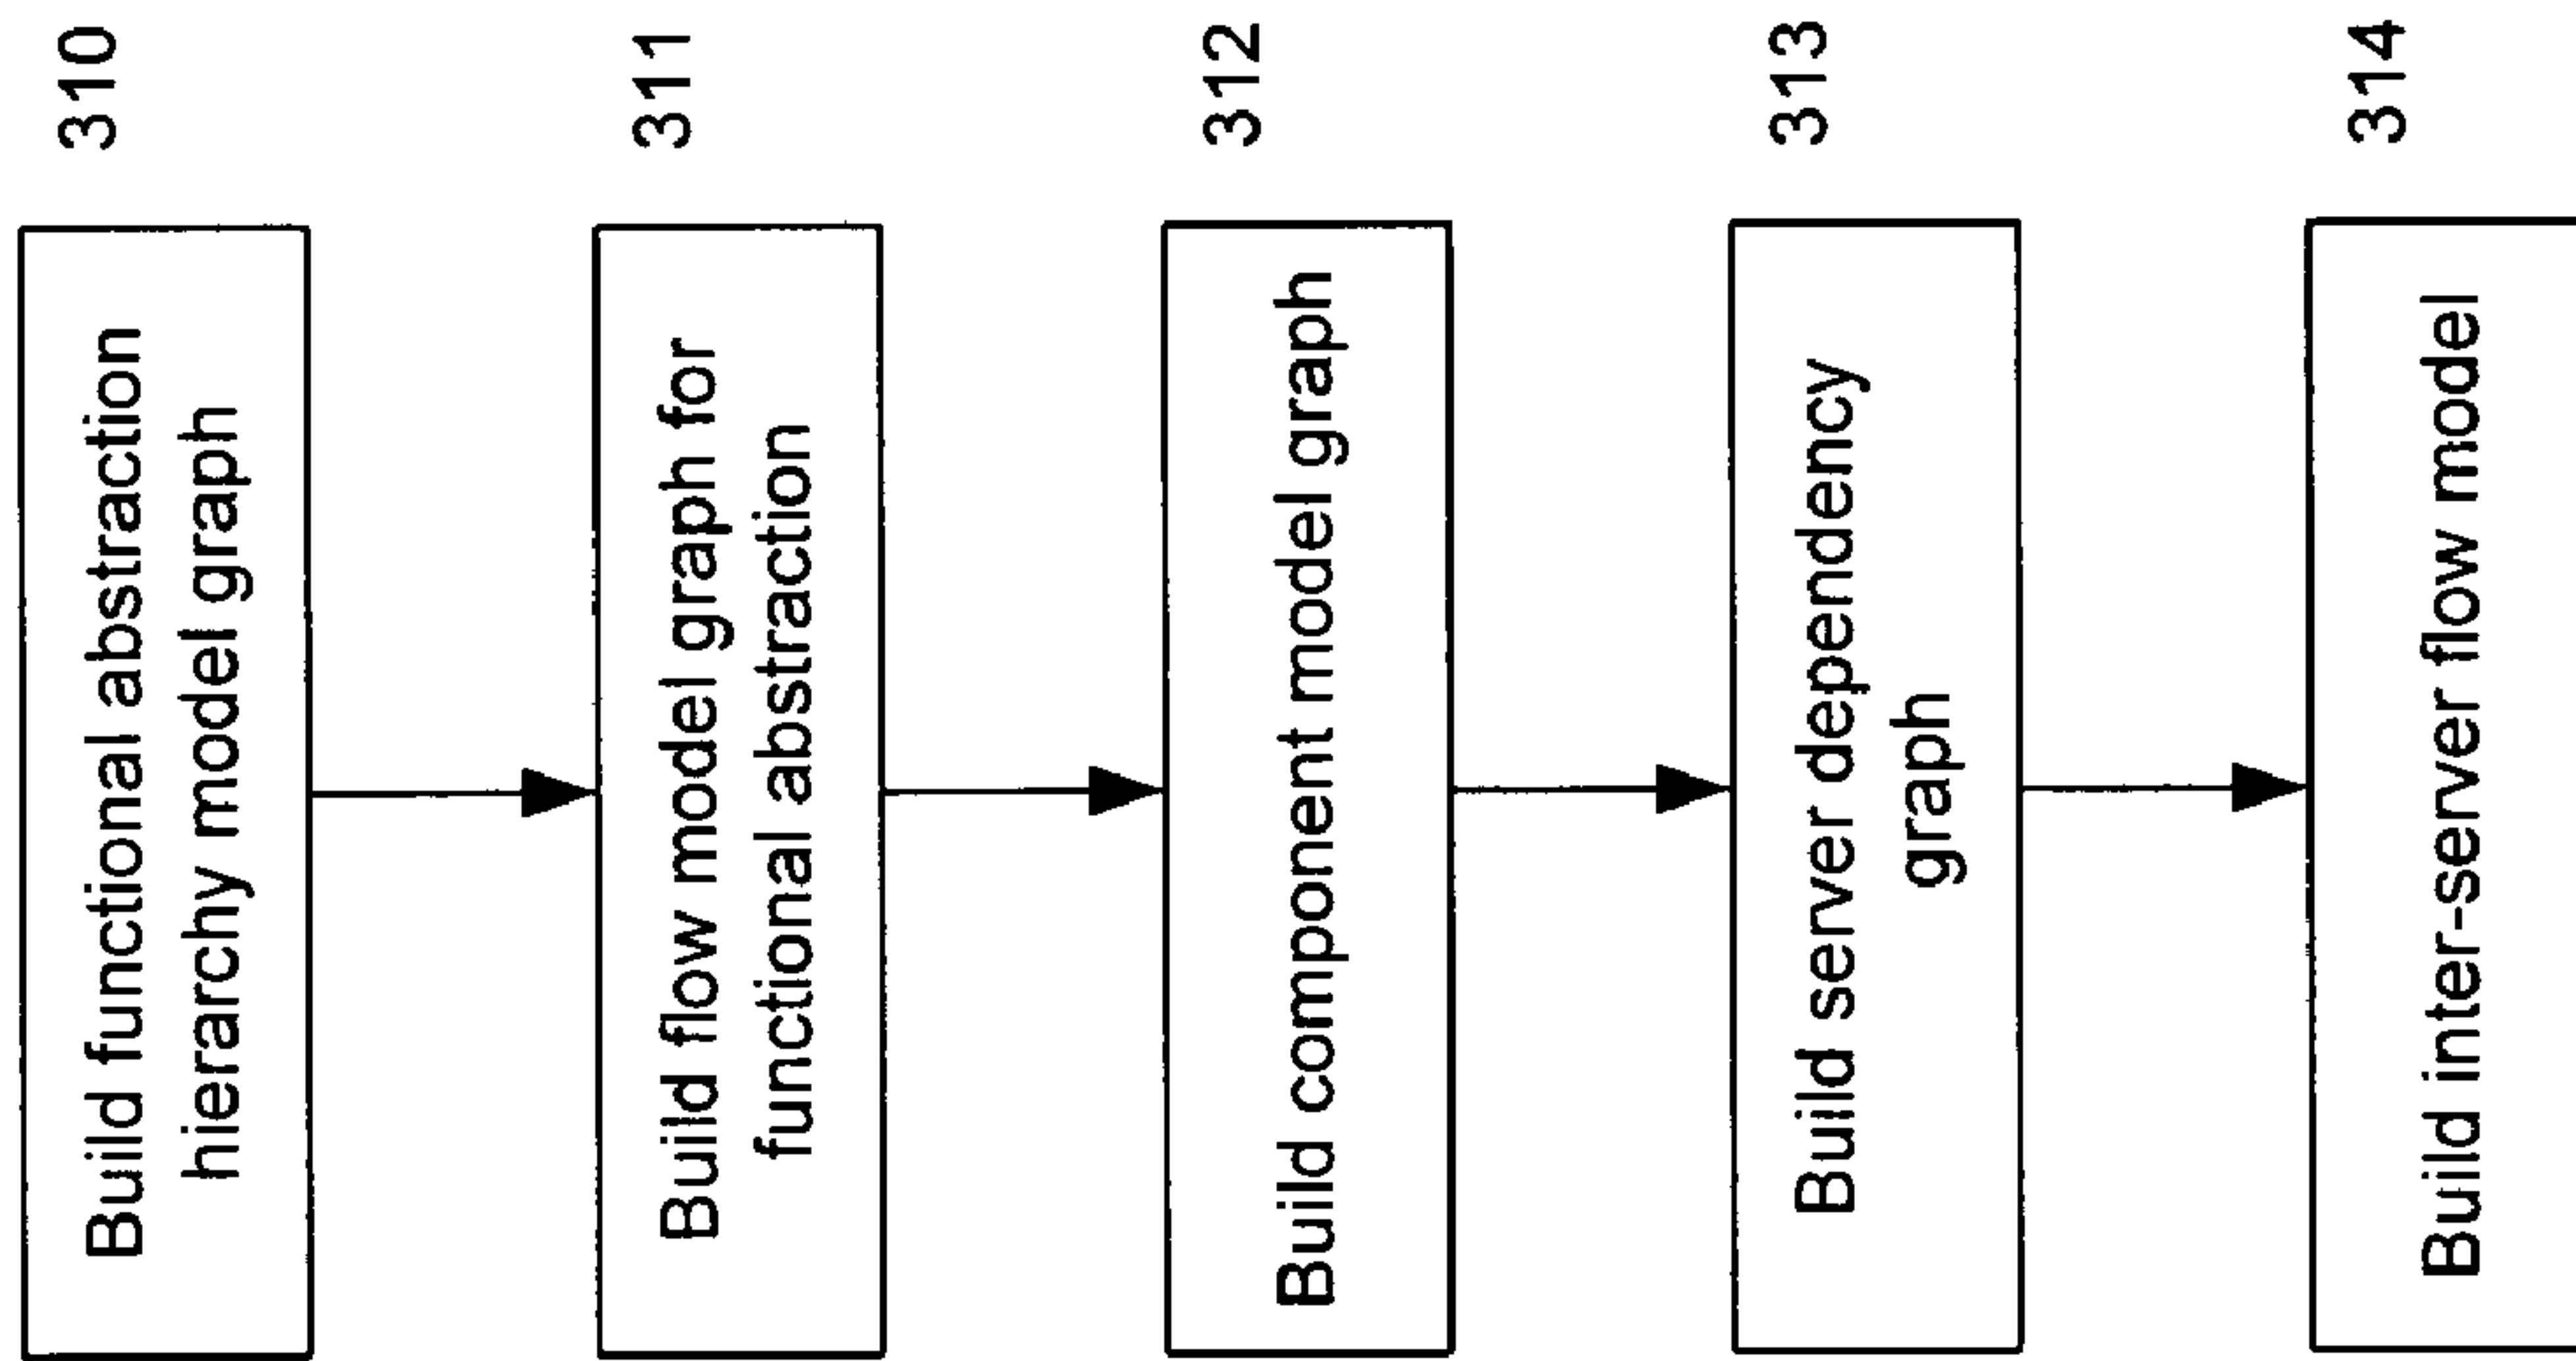 Build functional abstraction
hierarchy model graph
310
Build flow model graph for
functional abstraction
311
Build component model graph
312
Build server dependency
graph
313
Build inter-server flow model
314